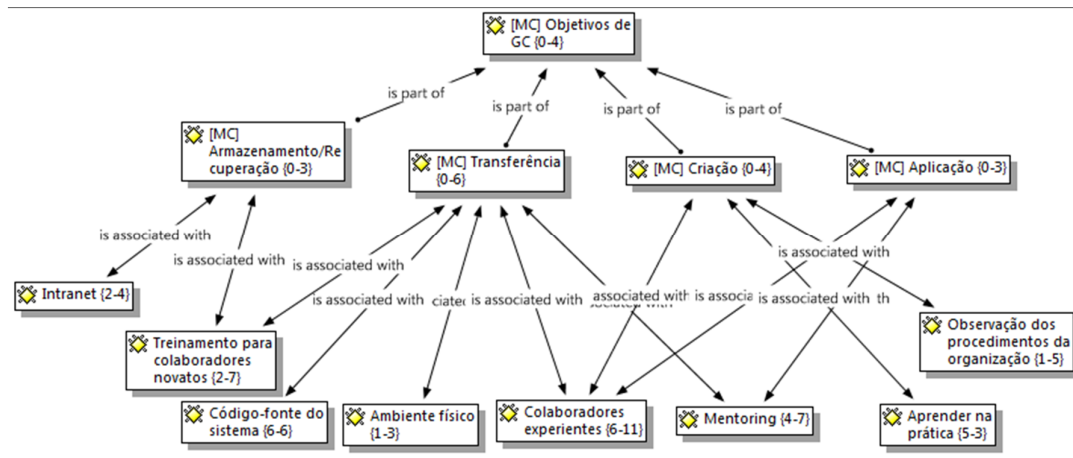 [MC] Objetivos de
GC {0-4}
is part of
is part of
is part of
is part of
[MC]
Armazenamento/Re
cuperação {0-3}
[MC] Transferência
{0-6}
[MC] Criação {0-4}
[MC] Aplicação {0-3}
is associated with
is associated with
is associated with
is associated with
is associated with
associated with
is associated with
is associated with
Intranet {2-4}
Treinamento para
colaboradores
novatos {2-7}
Observação dos
procedimentos da
organização {1-5}
Código-fonte do
sistema {6-6}
Ambiente físico
{1-3}
Colaboradores
experientes {6-11}
Mentoring {4-7}
Aprender na
prática {5-3}